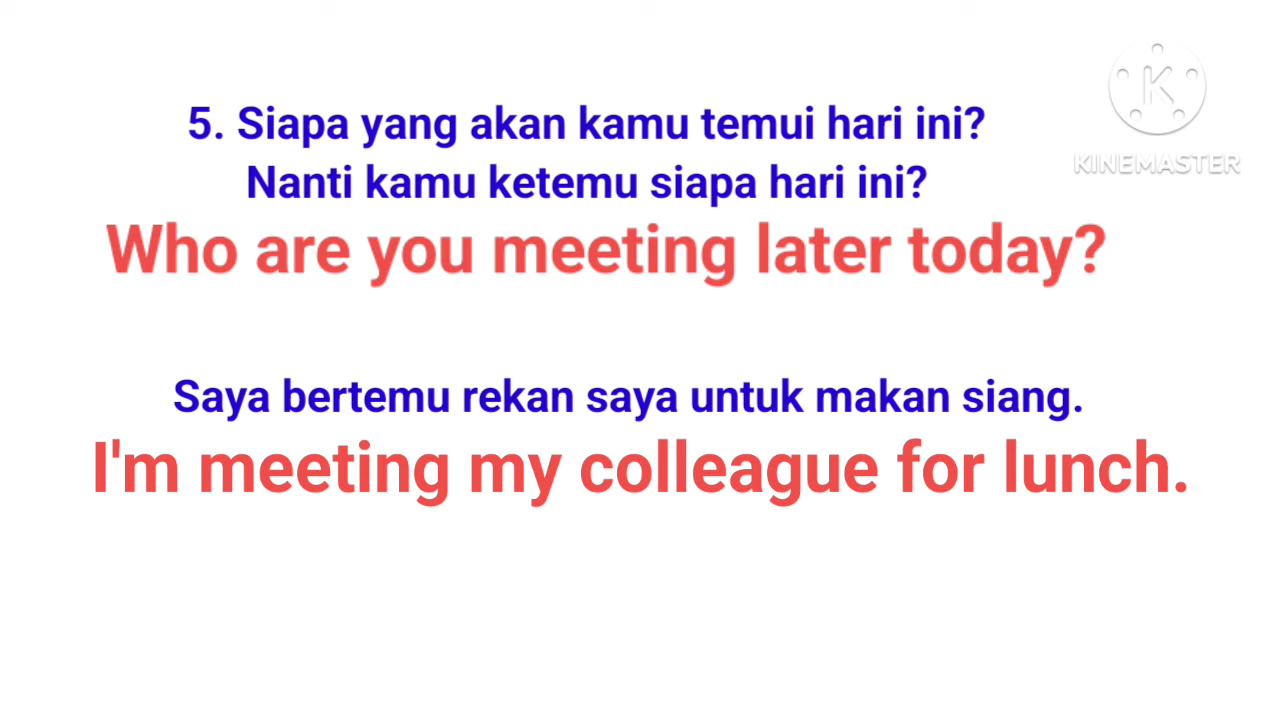 5. Siapa yang akan kamu temui hari ini?
Nanti kamu ketemu siapa hari ini?
Who are you meeting later today?
Saya bertemu rekan saya untuk makan siang.
I'm meeting my colleague for lunch.
K
KINEMASTER